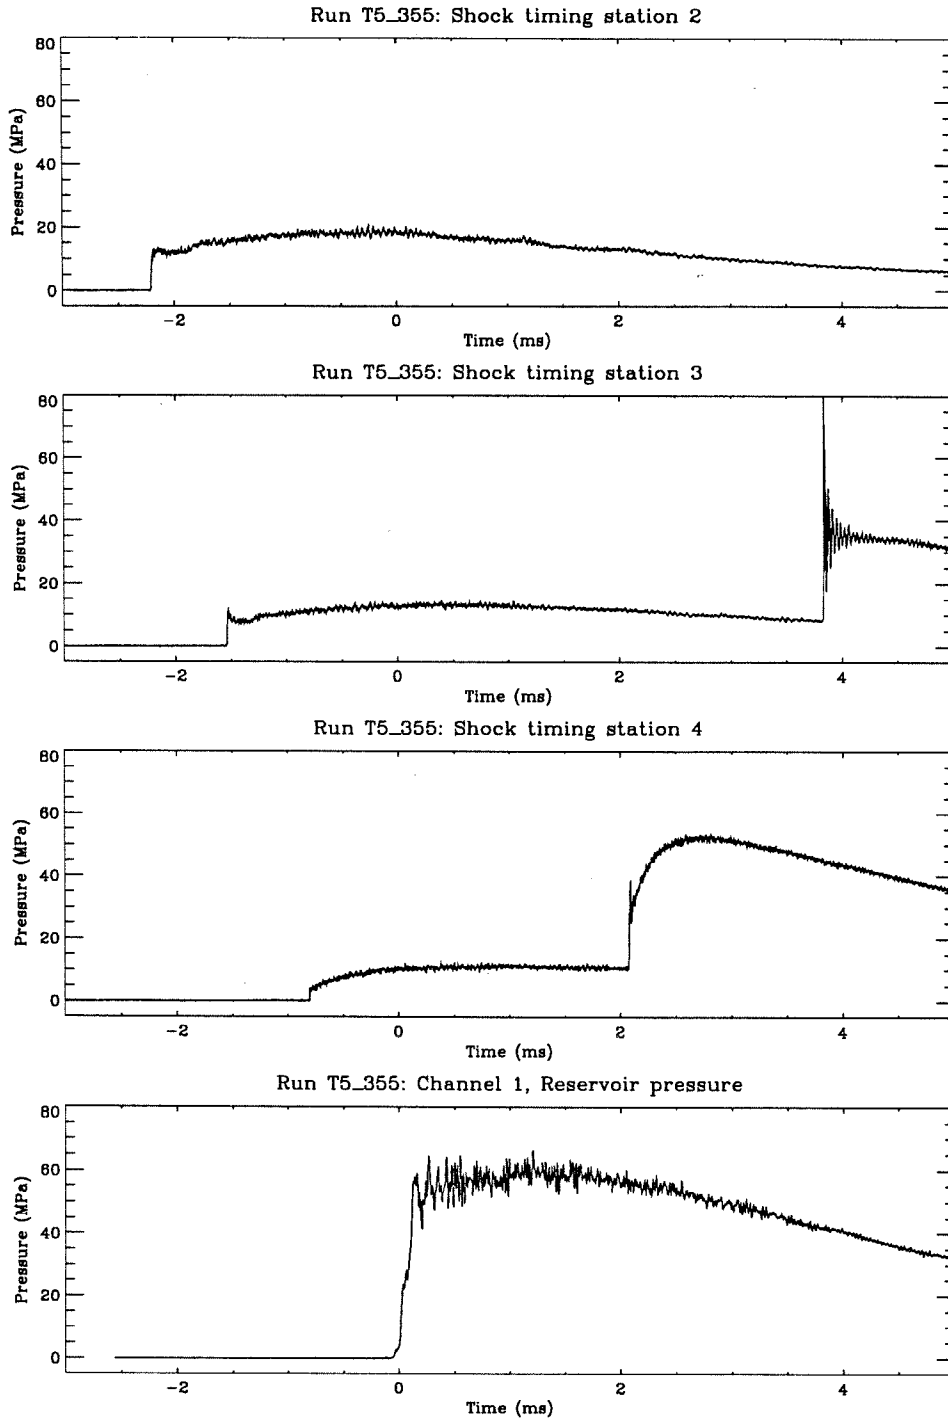 Run T5_355: Shock timing station 2
80
60
40
20
0
Pressure (MPa)
-2 0 2 4
Time (ms)
Run T5_355: Shock timing station 3
80
60
40
20
0
Pressure (MPa)
-2 0 2 4
Time (ms)
Run T5_355: Shock timing station 4
80
60
40
20
0
Pressure (MPa)
-2 0 2 4
Time (ms)
Run T5_355: Channel 1, Reservoir pressure
80
60
40
20
0
Pressure (MPa)
-2 0 2 4
Time (ms)